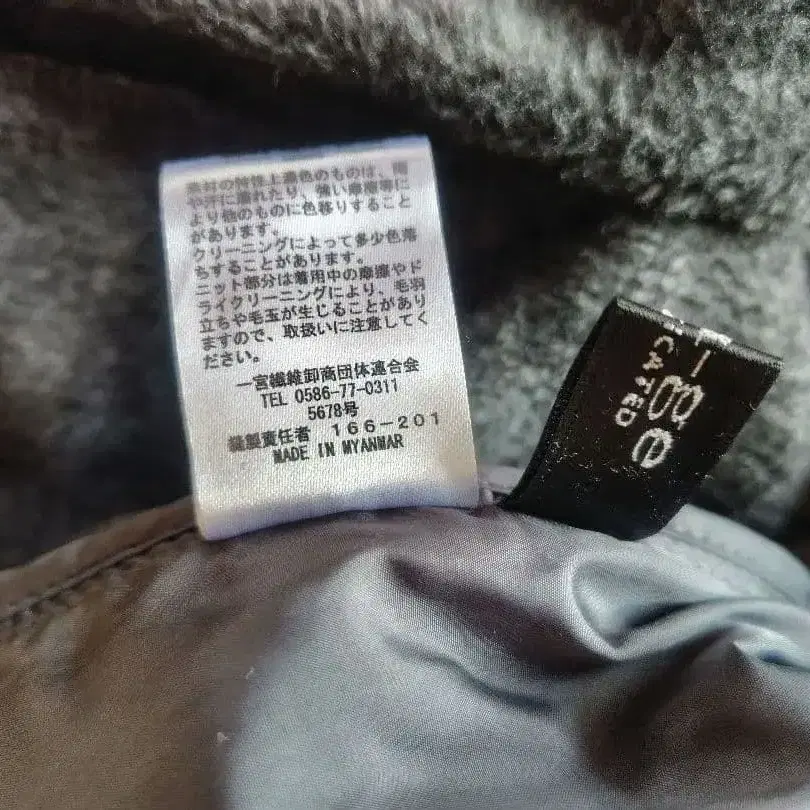 素材の特性上濃色のものは、雨
や汗に濡れたり、強い摩擦等に
より他のものに色移りすること
があります。
クリーニングによって多少色落
ちすることがあります。
ニット部分は着用中の摩擦やド
ライクリーニングにより、毛羽
立ちや毛玉が生じることがあり
ますので、取扱いに注意してく
ださい。
一宮繊維卸商団体連合会
TEL 0586-77-0311
5678号
縫製責任者 166-201
MADE IN MYANMAR
CATED